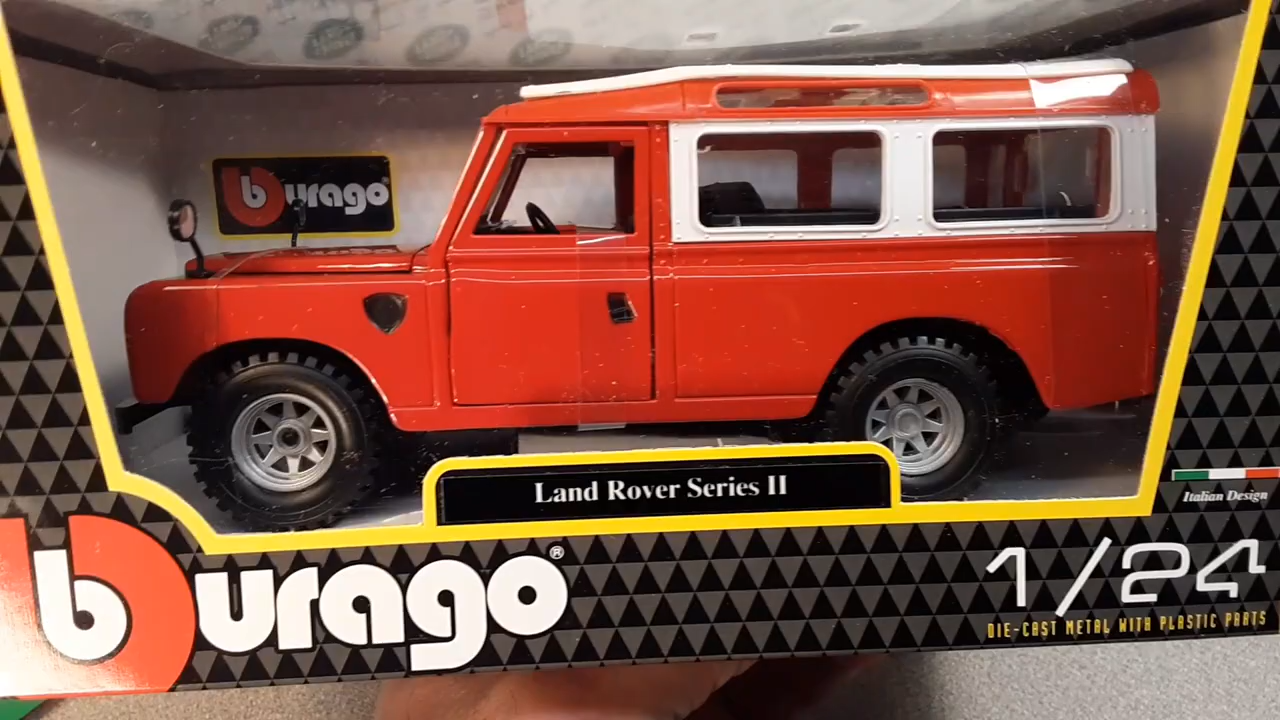 burago
Land Rover Series II
Italian Design
burago®
1/24
DIE-CAST METAL WITH PLASTIC PARTS